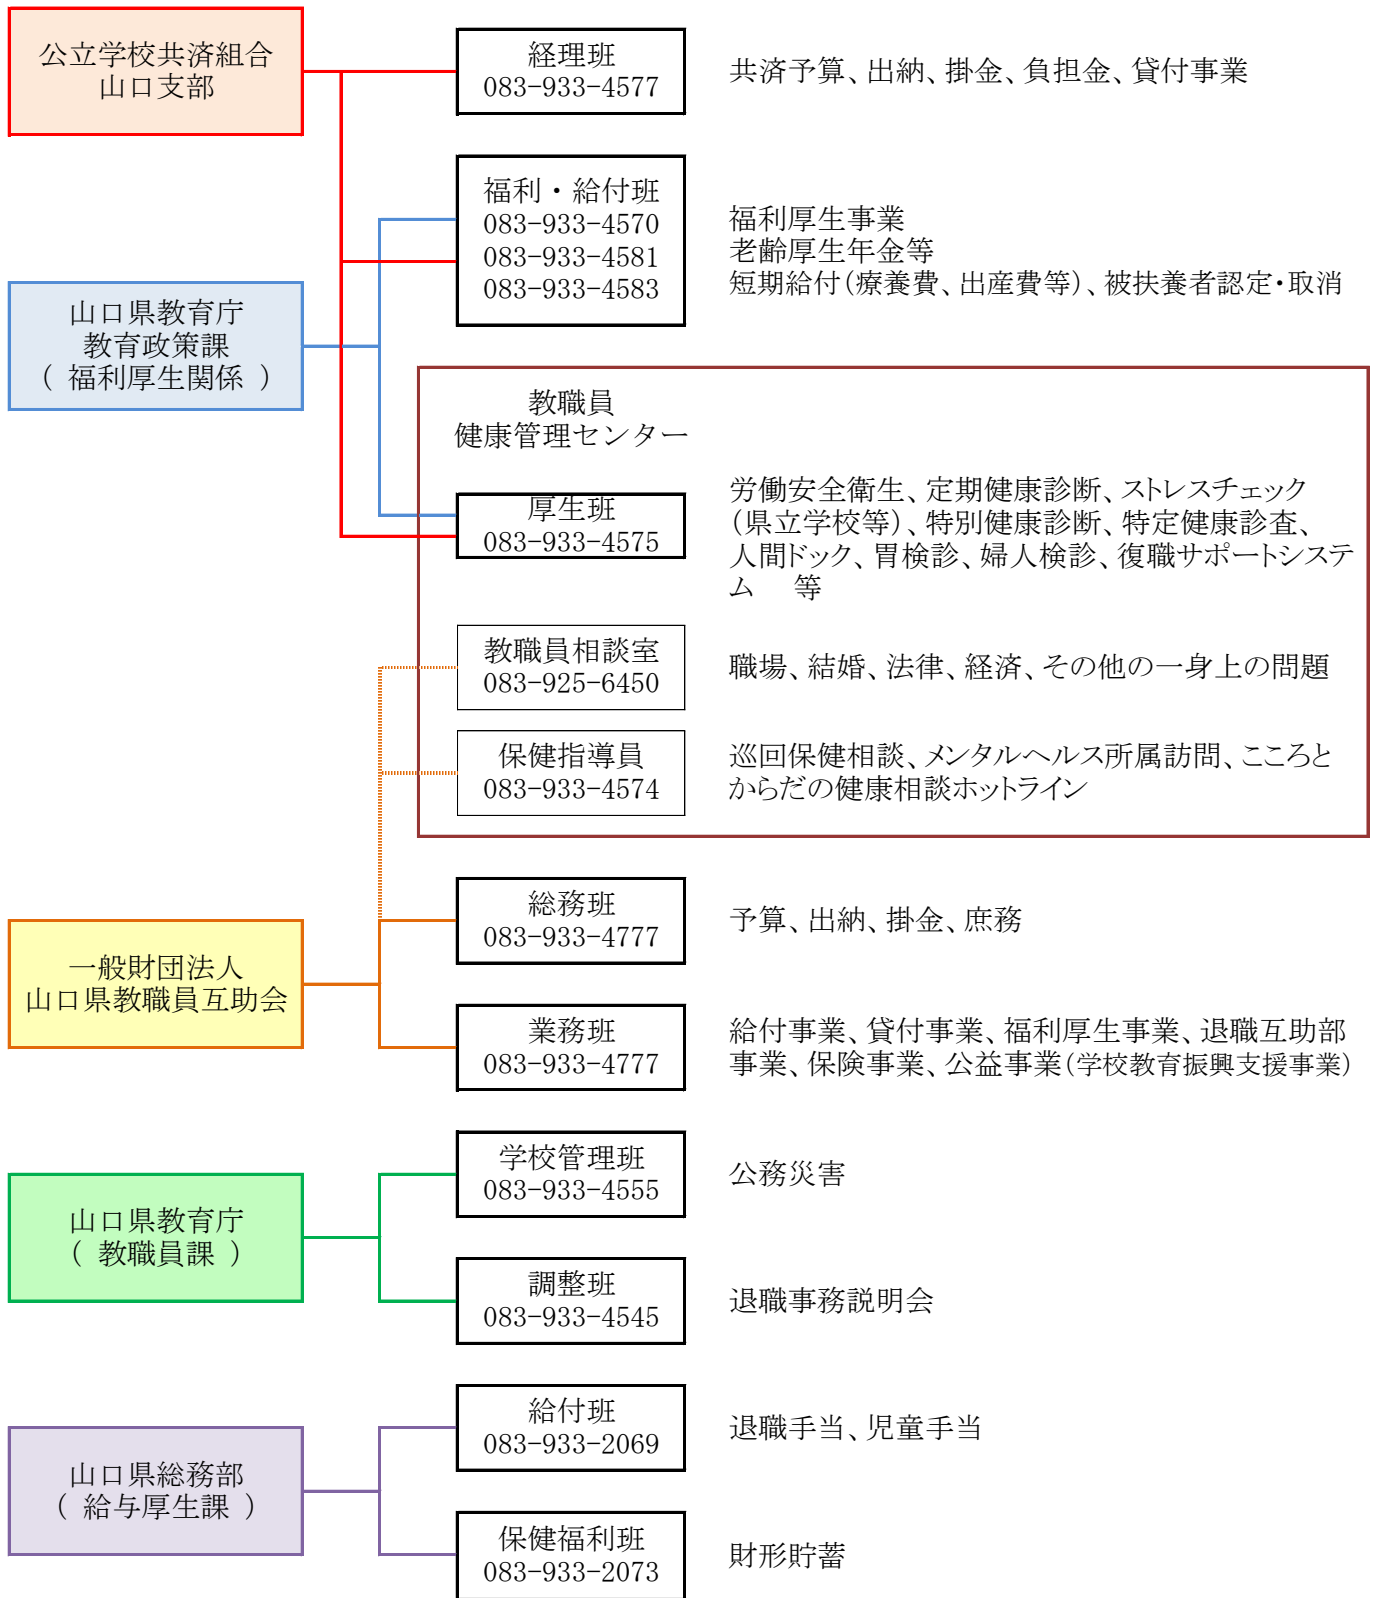 公立学校共済組合
山口支部
経理班
083-933-4577
共済予算、出納、掛金、負担金、貸付事業
福利・給付班
083-933-4570
083-933-4581
083-933-4583
福利厚生事業
老齢厚生年金等
短期給付（療養費、出産費等）、被扶養者認定・取消
山口県教育庁
教育政策課
（ 福利厚生関係 ）
教職員
健康管理センター
厚生班
083-933-4575
労働安全衛生、定期健康診断、ストレスチェック
（県立学校等）、特別健康診断、特定健康診査、
人間ドック、胃検診、婦人検診、復職サポートシステ
ム　等
教職員相談室
083-925-6450
職場、結婚、法律、経済、その他の一身上の問題
保健指導員
083-933-4574
巡回保健相談、メンタルヘルス所属訪問、こころと
からだの健康相談ホットライン
一般財団法人
山口県教職員互助会
総務班
083-933-4777
予算、出納、掛金、庶務
業務班
083-933-4777
給付事業、貸付事業、福利厚生事業、退職互助部
事業、保険事業、公益事業（学校教育振興支援事業）
山口県教育庁
（ 教職員課 ）
学校管理班
083-933-4555
公務災害
調整班
083-933-4545
退職事務説明会
山口県総務部
（ 給与厚生課 ）
給付班
083-933-2069
退職手当、児童手当
保健福利班
083-933-2073
財形貯蓄